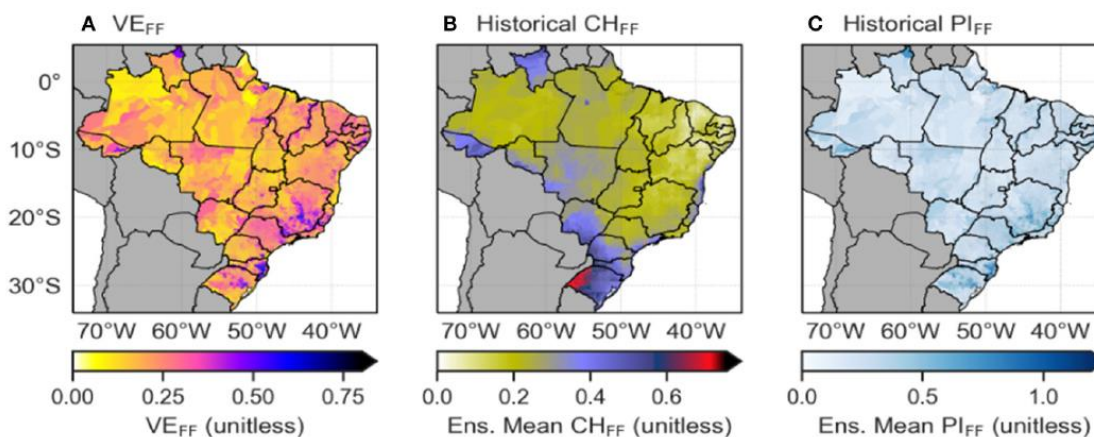 A VE_FF B Historical CH_FF C Historical PI_FF
0°
10°S
20°S
30°S
70°W 60°W 50°W 40°W 70°W 60°W 50°W 40°W 70°W 60°W 50°W 40°W
0.00 0.25 0.50 0.75 0.0 0.2 0.4 0.6 0.0 0.5 1.0
VE_FF (unitless) Ens. Mean CH_FF (unitless) Ens. Mean PI_FF (unitless)